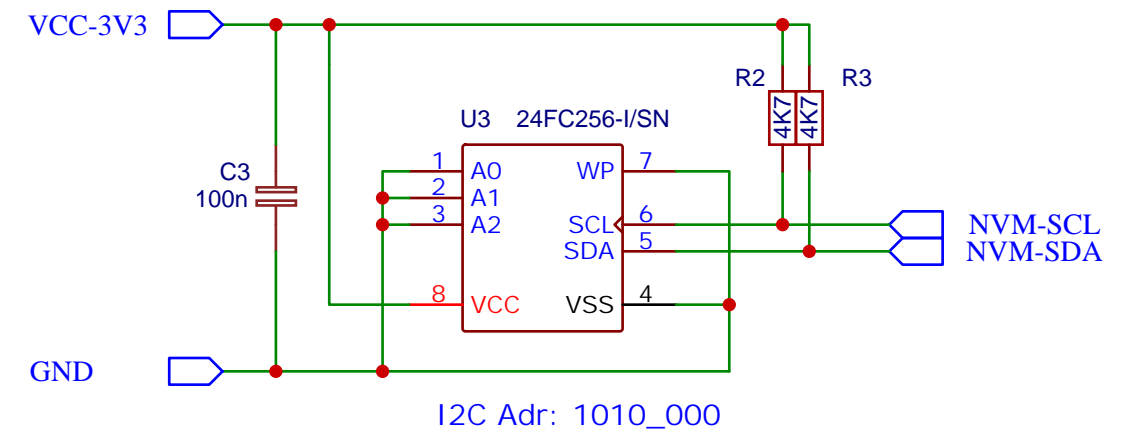 VCC-3V3
R2
R3
4K7
4K7
U3 24FC256-I/SN
C3
100n
1
A0
WP
7
2
A1
3
A2
SCL
6
NVM-SCL
SDA
5
NVM-SDA
8
VCC
VSS
4
GND
I2C Adr: 1010_000